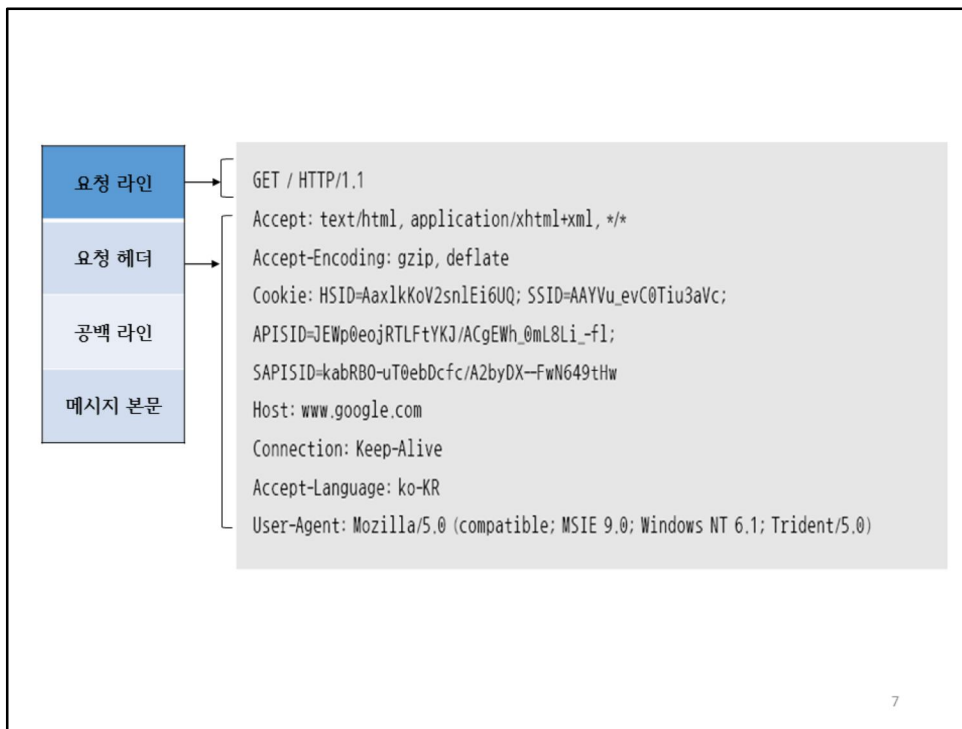 요청 라인
요청 헤더
공백 라인
메시지 본문
GET / HTTP/1.1
Accept: text/html, application/xhtml+xml, */*
Accept-Encoding: gzip, deflate
Cookie: HSID=AaxlkKoV2snlEi6UQ; SSID=AAYVu_evC0Tiu3aVc;
APISID=JEWp0eojRTLFtYKJ/ACgEWh_0mL8Li_-fl;
SAPISID=kabRBO-uT0ebDcfc/A2byDX--FwN649tHw
Host: www.google.com
Connection: Keep-Alive
Accept-Language: ko-KR
User-Agent: Mozilla/5.0 (compatible; MSIE 9.0; Windows NT 6.1; Trident/5.0)
7